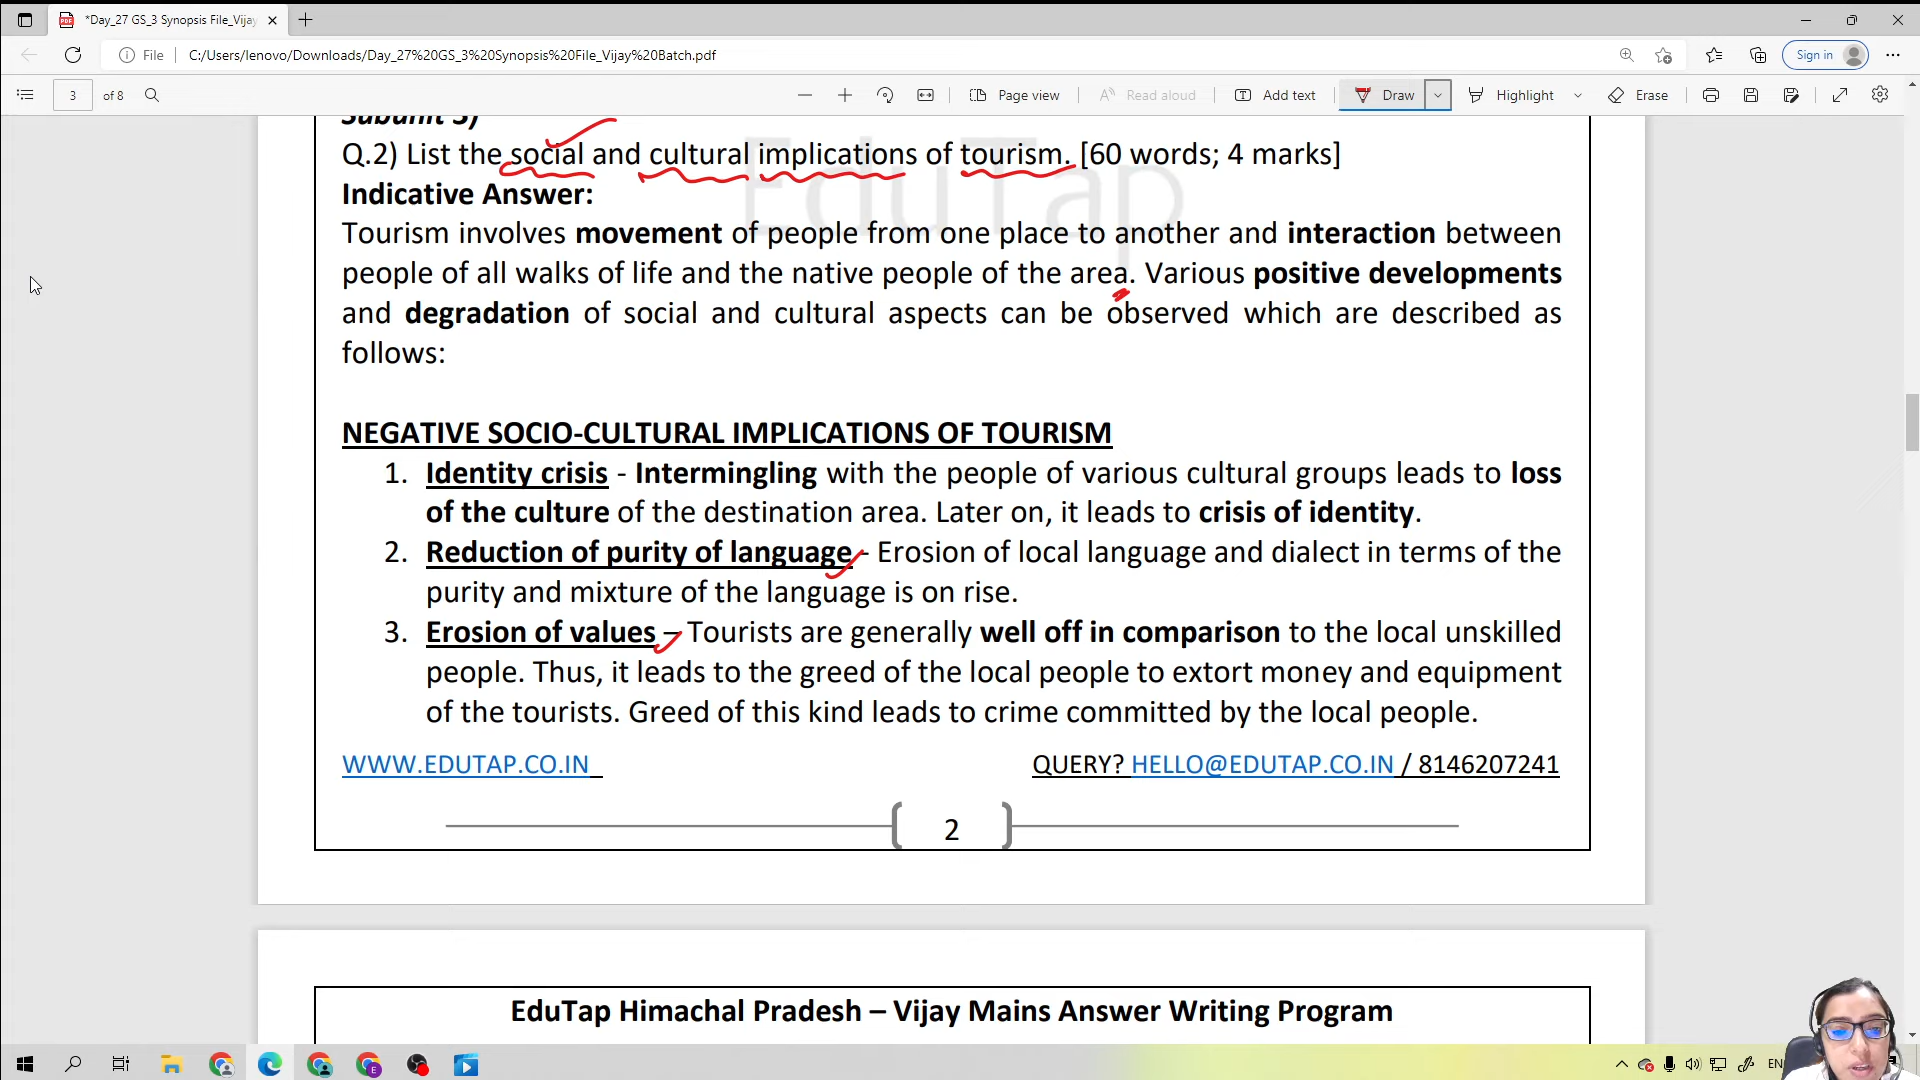 *Day_27 GS_3 Synopsis File_Vijay
File
C:/Users/lenovo/Downloads/Day_27%20GS_3%20Synopsis%20File_Vijay%20Batch.pdf
Sign in
3 of 8
Page view
Read aloud
Add text
Draw
Highlight
Erase
Subunit 3)
Q.2) List the social and cultural implications of tourism. [60 words; 4 marks]
EduTap
Indicative Answer:
Tourism involves movement of people from one place to another and interaction between
people of all walks of life and the native people of the area. Various positive developments
and degradation of social and cultural aspects can be observed which are described as
follows:
NEGATIVE SOCIO-CULTURAL IMPLICATIONS OF TOURISM
1. Identity crisis - Intermingling with the people of various cultural groups leads to loss
of the culture of the destination area. Later on, it leads to crisis of identity.
2. Reduction of purity of language - Erosion of local language and dialect in terms of the
purity and mixture of the language is on rise.
3. Erosion of values – Tourists are generally well off in comparison to the local unskilled
people. Thus, it leads to the greed of the local people to extort money and equipment
of the tourists. Greed of this kind leads to crime committed by the local people.
WWW.EDUTAP.CO.IN QUERY? HELLO@EDUTAP.CO.IN / 8146207241
2
EduTap Himachal Pradesh – Vijay Mains Answer Writing Program